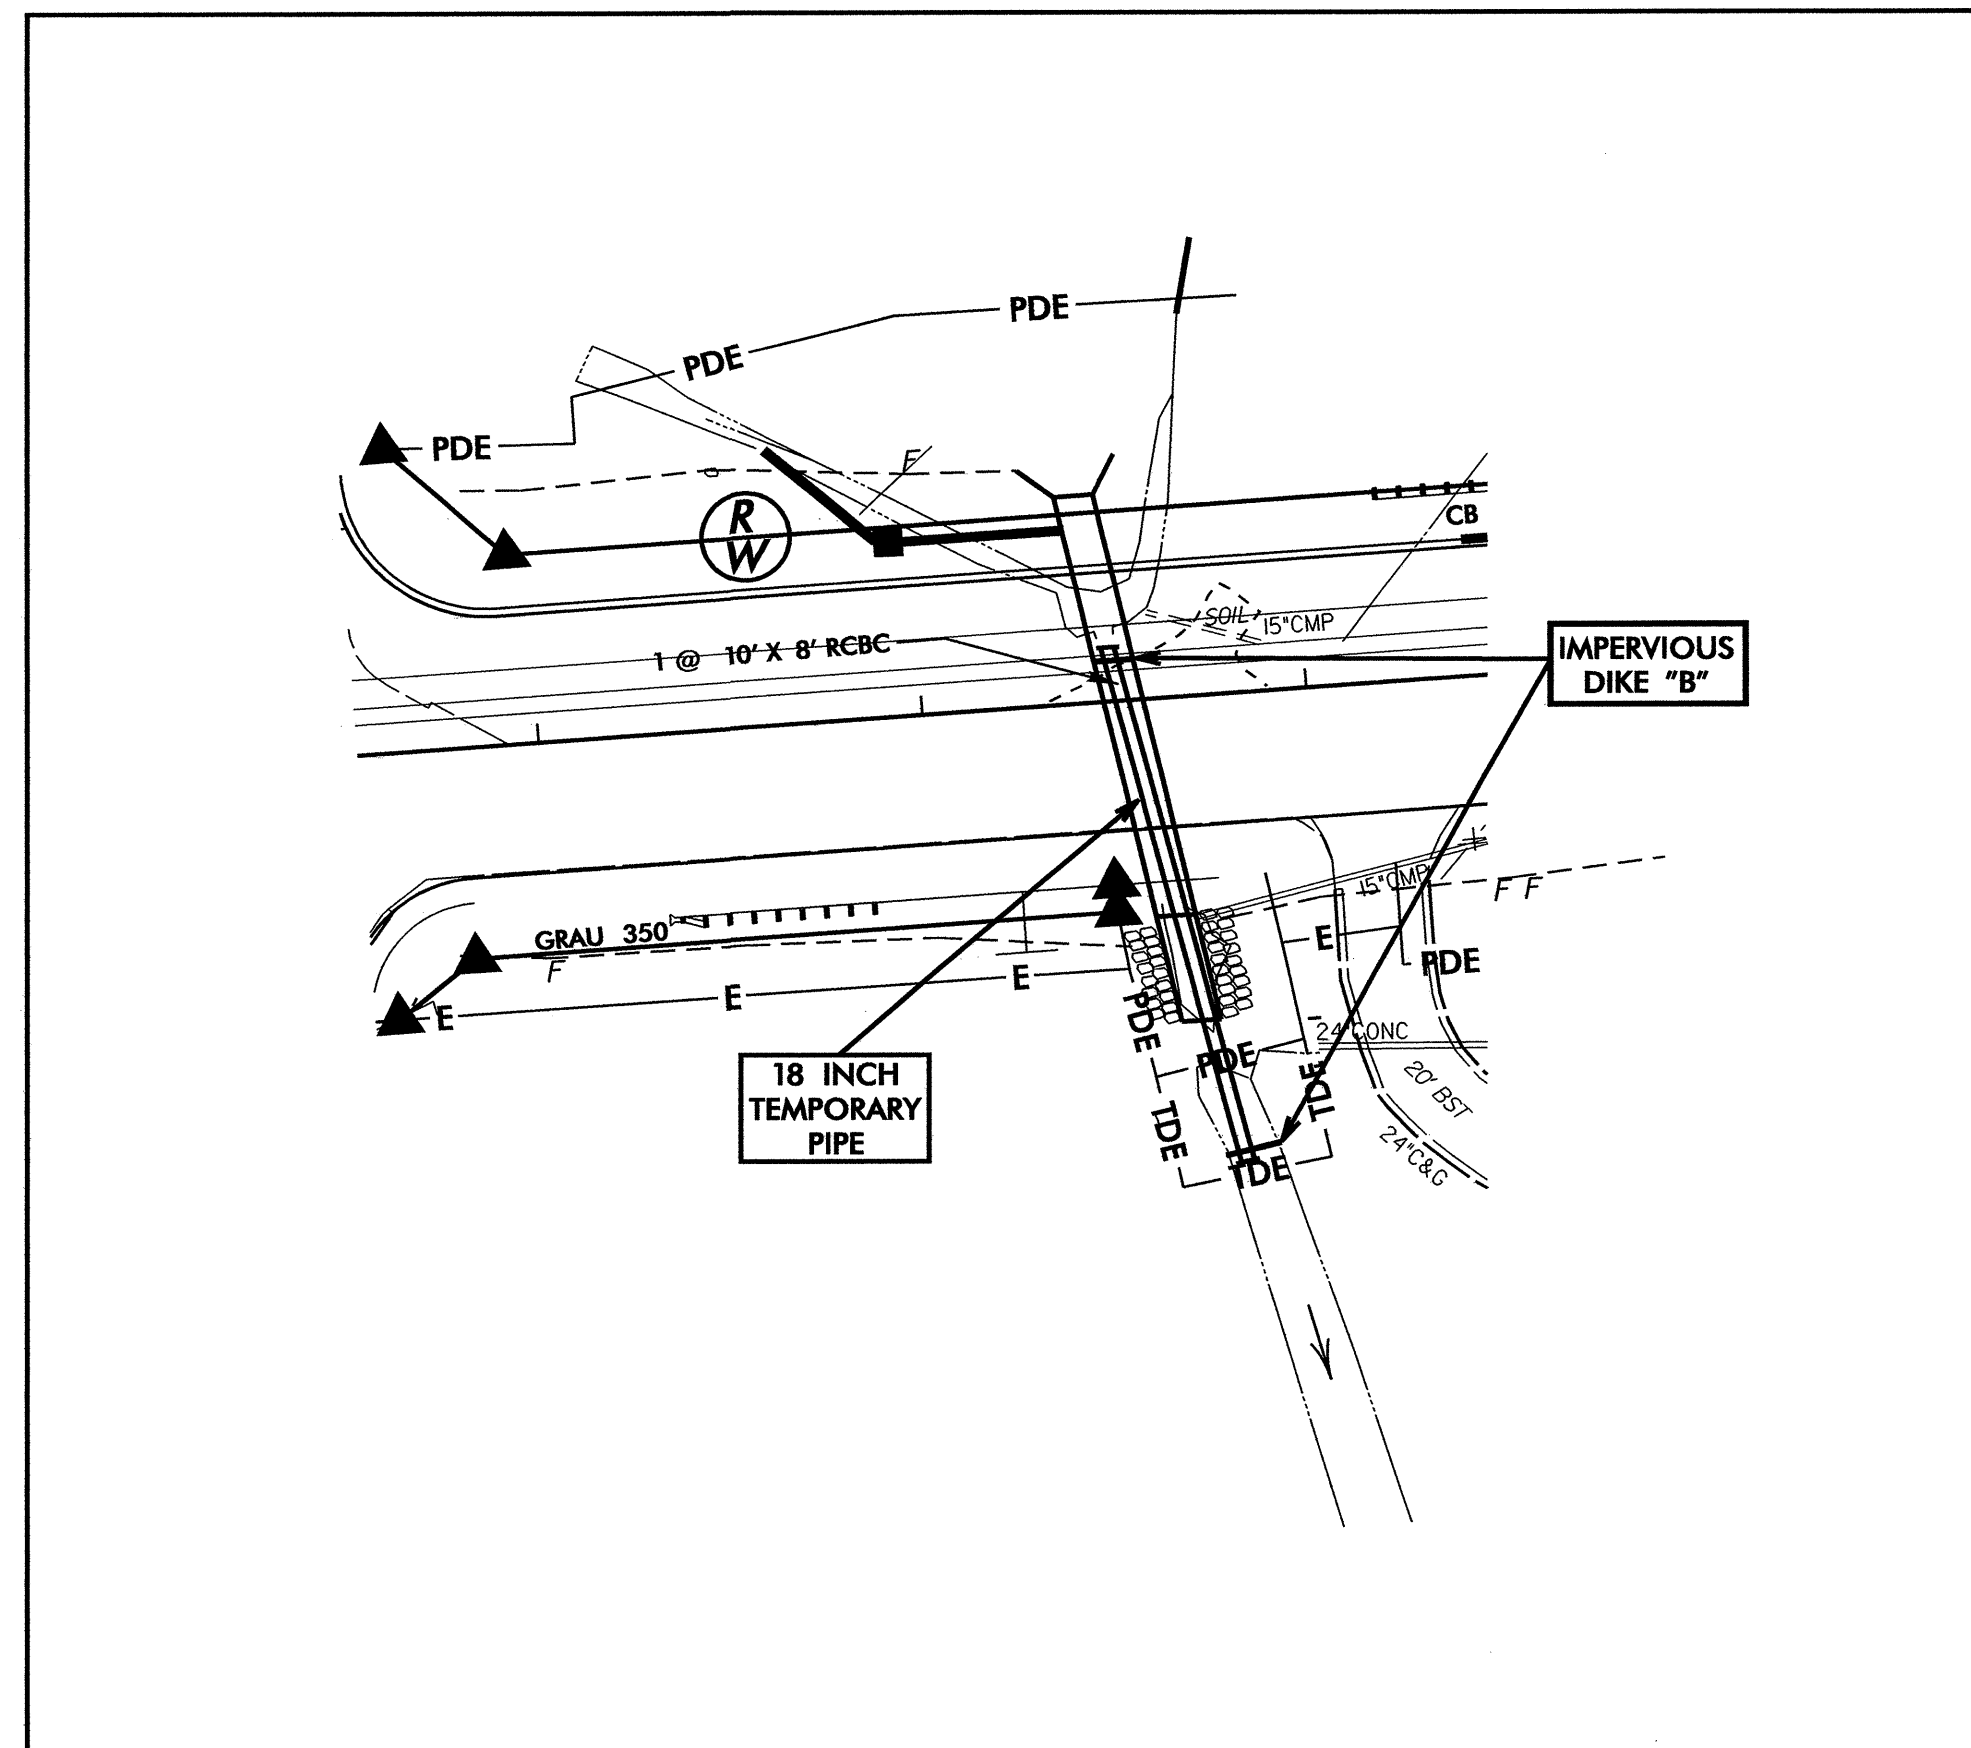 PDE
PDE
PDE
F
R
W
CB
SOIL
15"CMP
1 @ 10' X 8' RCBC
IMPERVIOUS
DIKE "B"
15"CMP
F F
GRAU 350
F
E
E
E
E
PDE
PDE
PDE
24"CONC
18 INCH
TEMPORARY
PIPE
TDE
TDE
TDE
20' BST
24"C&G